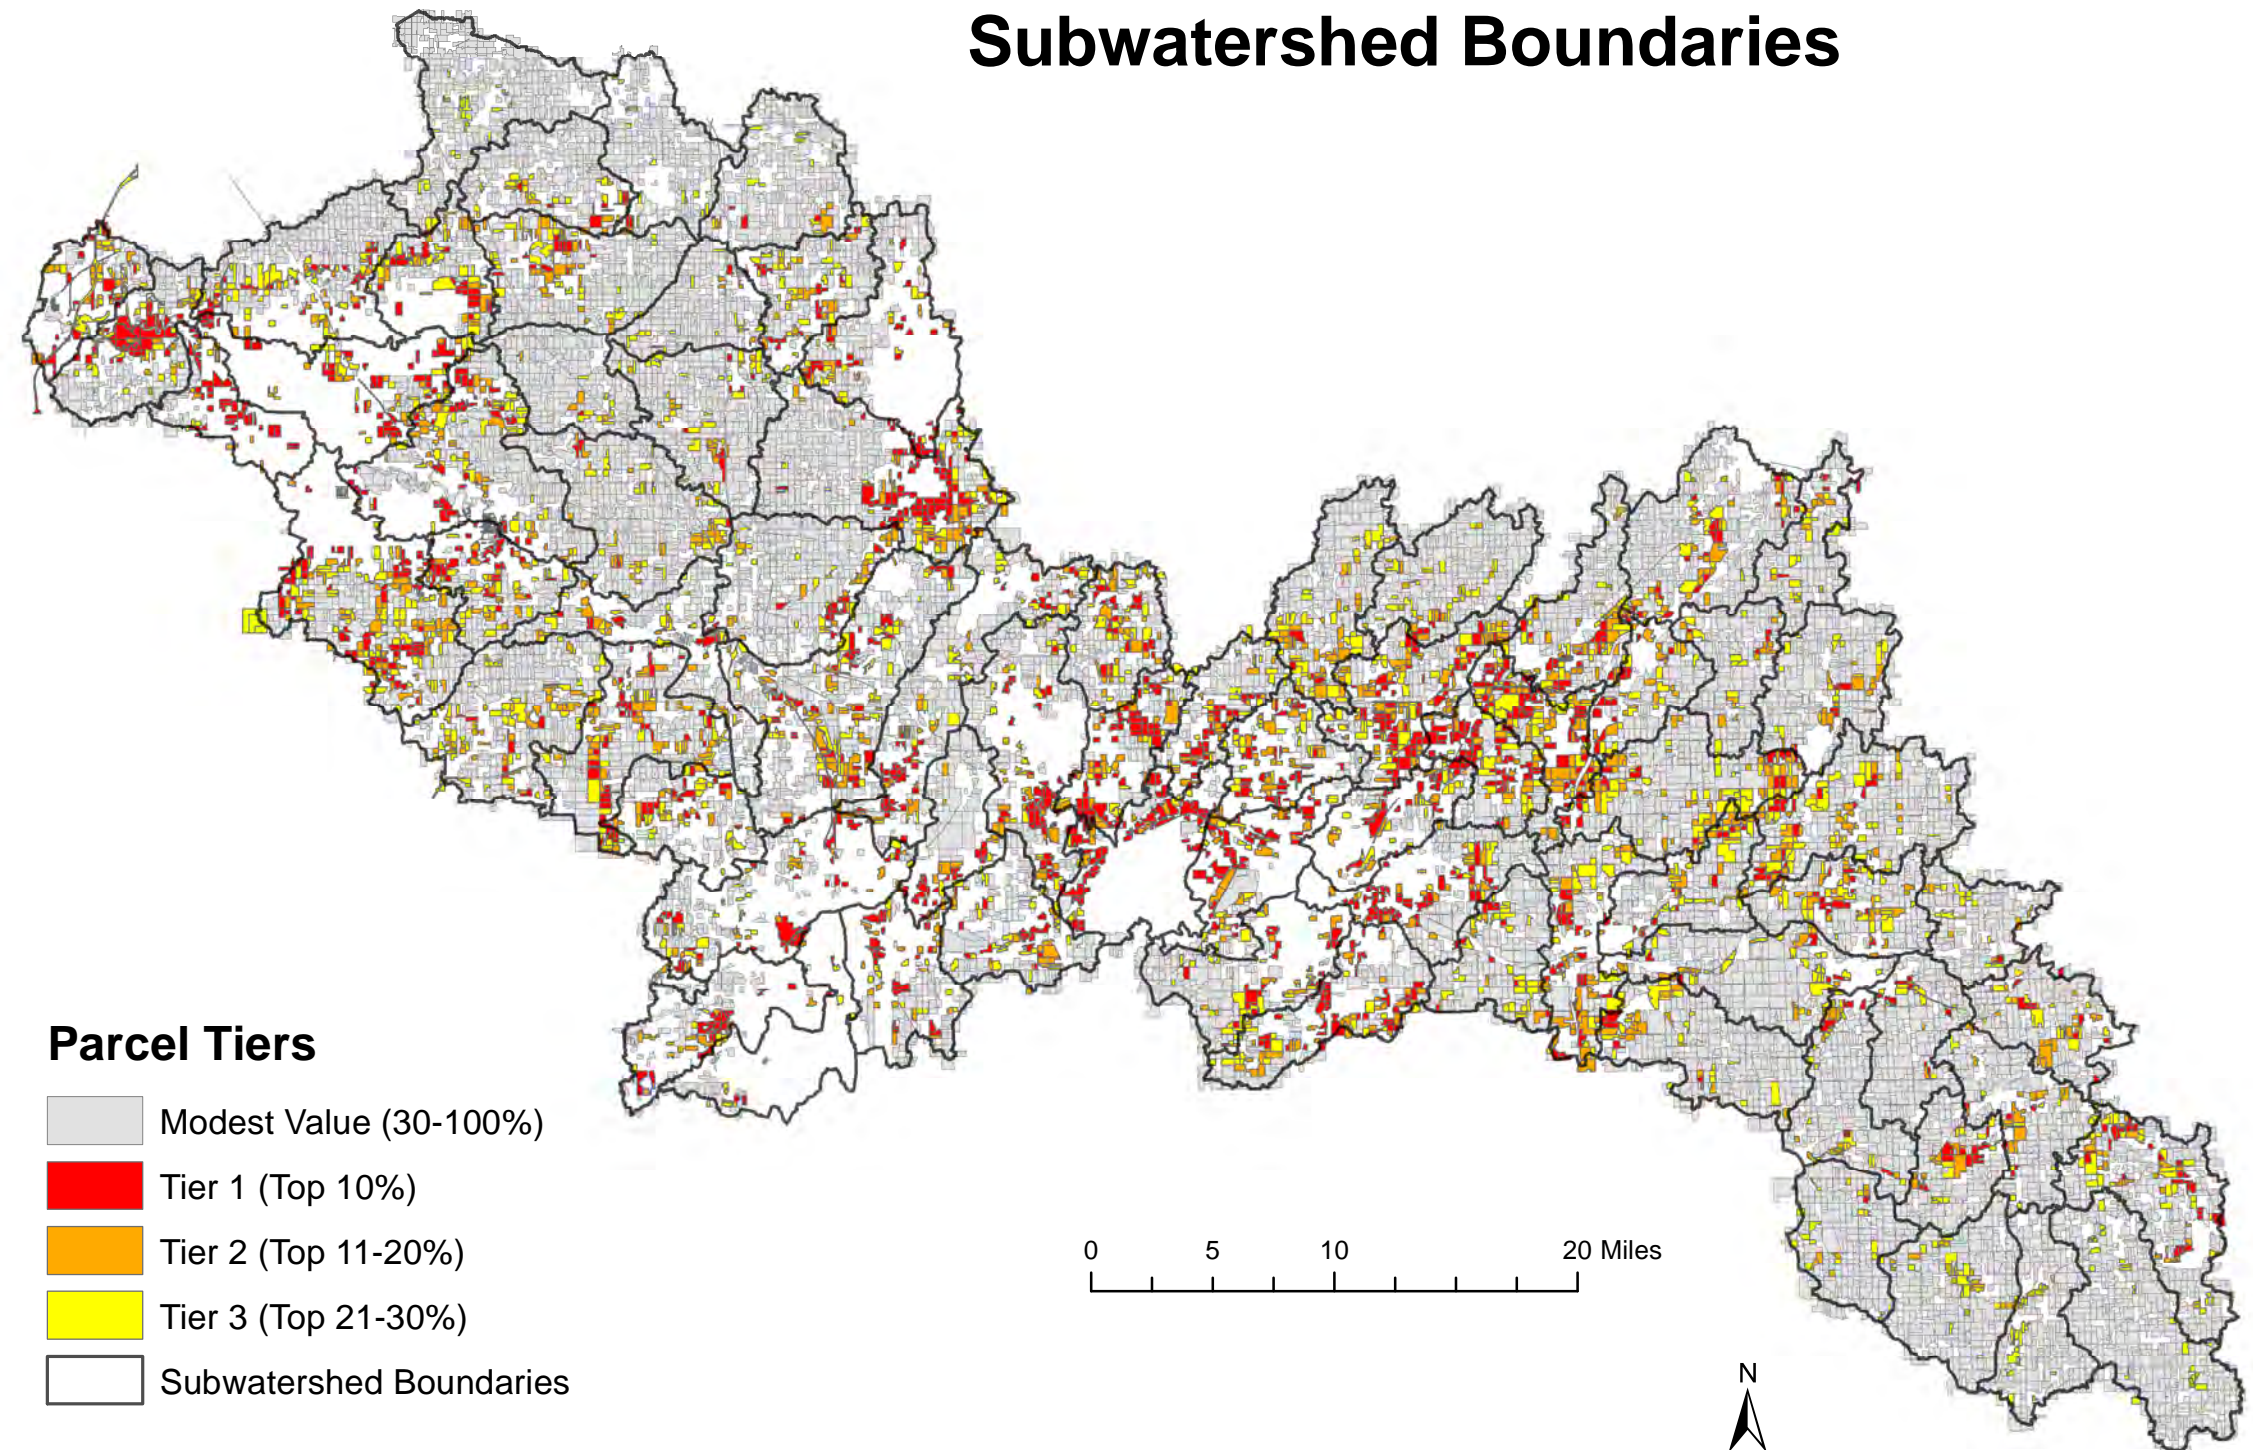 Subwatershed Boundaries
Parcel Tiers
Modest Value (30-100%)
Tier 1 (Top 10%)
Tier 2 (Top 11-20%)
Tier 3 (Top 21-30%)
Subwatershed Boundaries
0 5 10 20 Miles
N